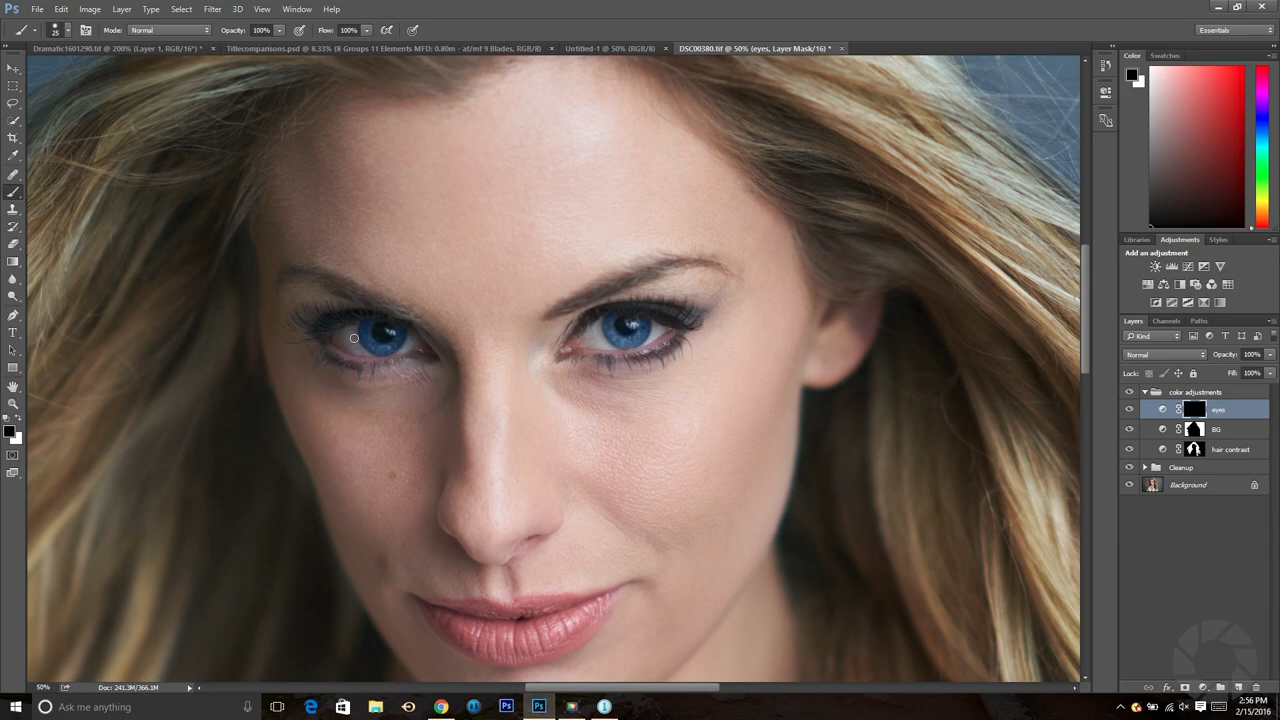 Ps File Edit Image Layer Type Select Filter 3D View Window Help
25 Mode: Normal Opacity: 100% Flow: 100% Essentials
Dramatic1601290.tif @ 200% (Layer 1, RGB/16*) * × Titlecomparisons.psd @ 8.33% (8 Groups 11 Elements MFD: 0.80m - af/mf 9 Blades, RGB/8) × Untitled-1 @ 50% (RGB/8) × DSC00380.tif @ 50% (eyes, Layer Mask/16) * ×
Color Swatches
Libraries Adjustments Styles
Add an adjustment
Layers Channels Paths
Kind
Normal Opacity: 100%
Lock: Fill: 100%
color adjustments
eyes
BG
hair contrast
Cleanup
Background
50% Doc: 241.3M/366.1M
Ask me anything
Ps Ps
2:56 PM
2/15/2016